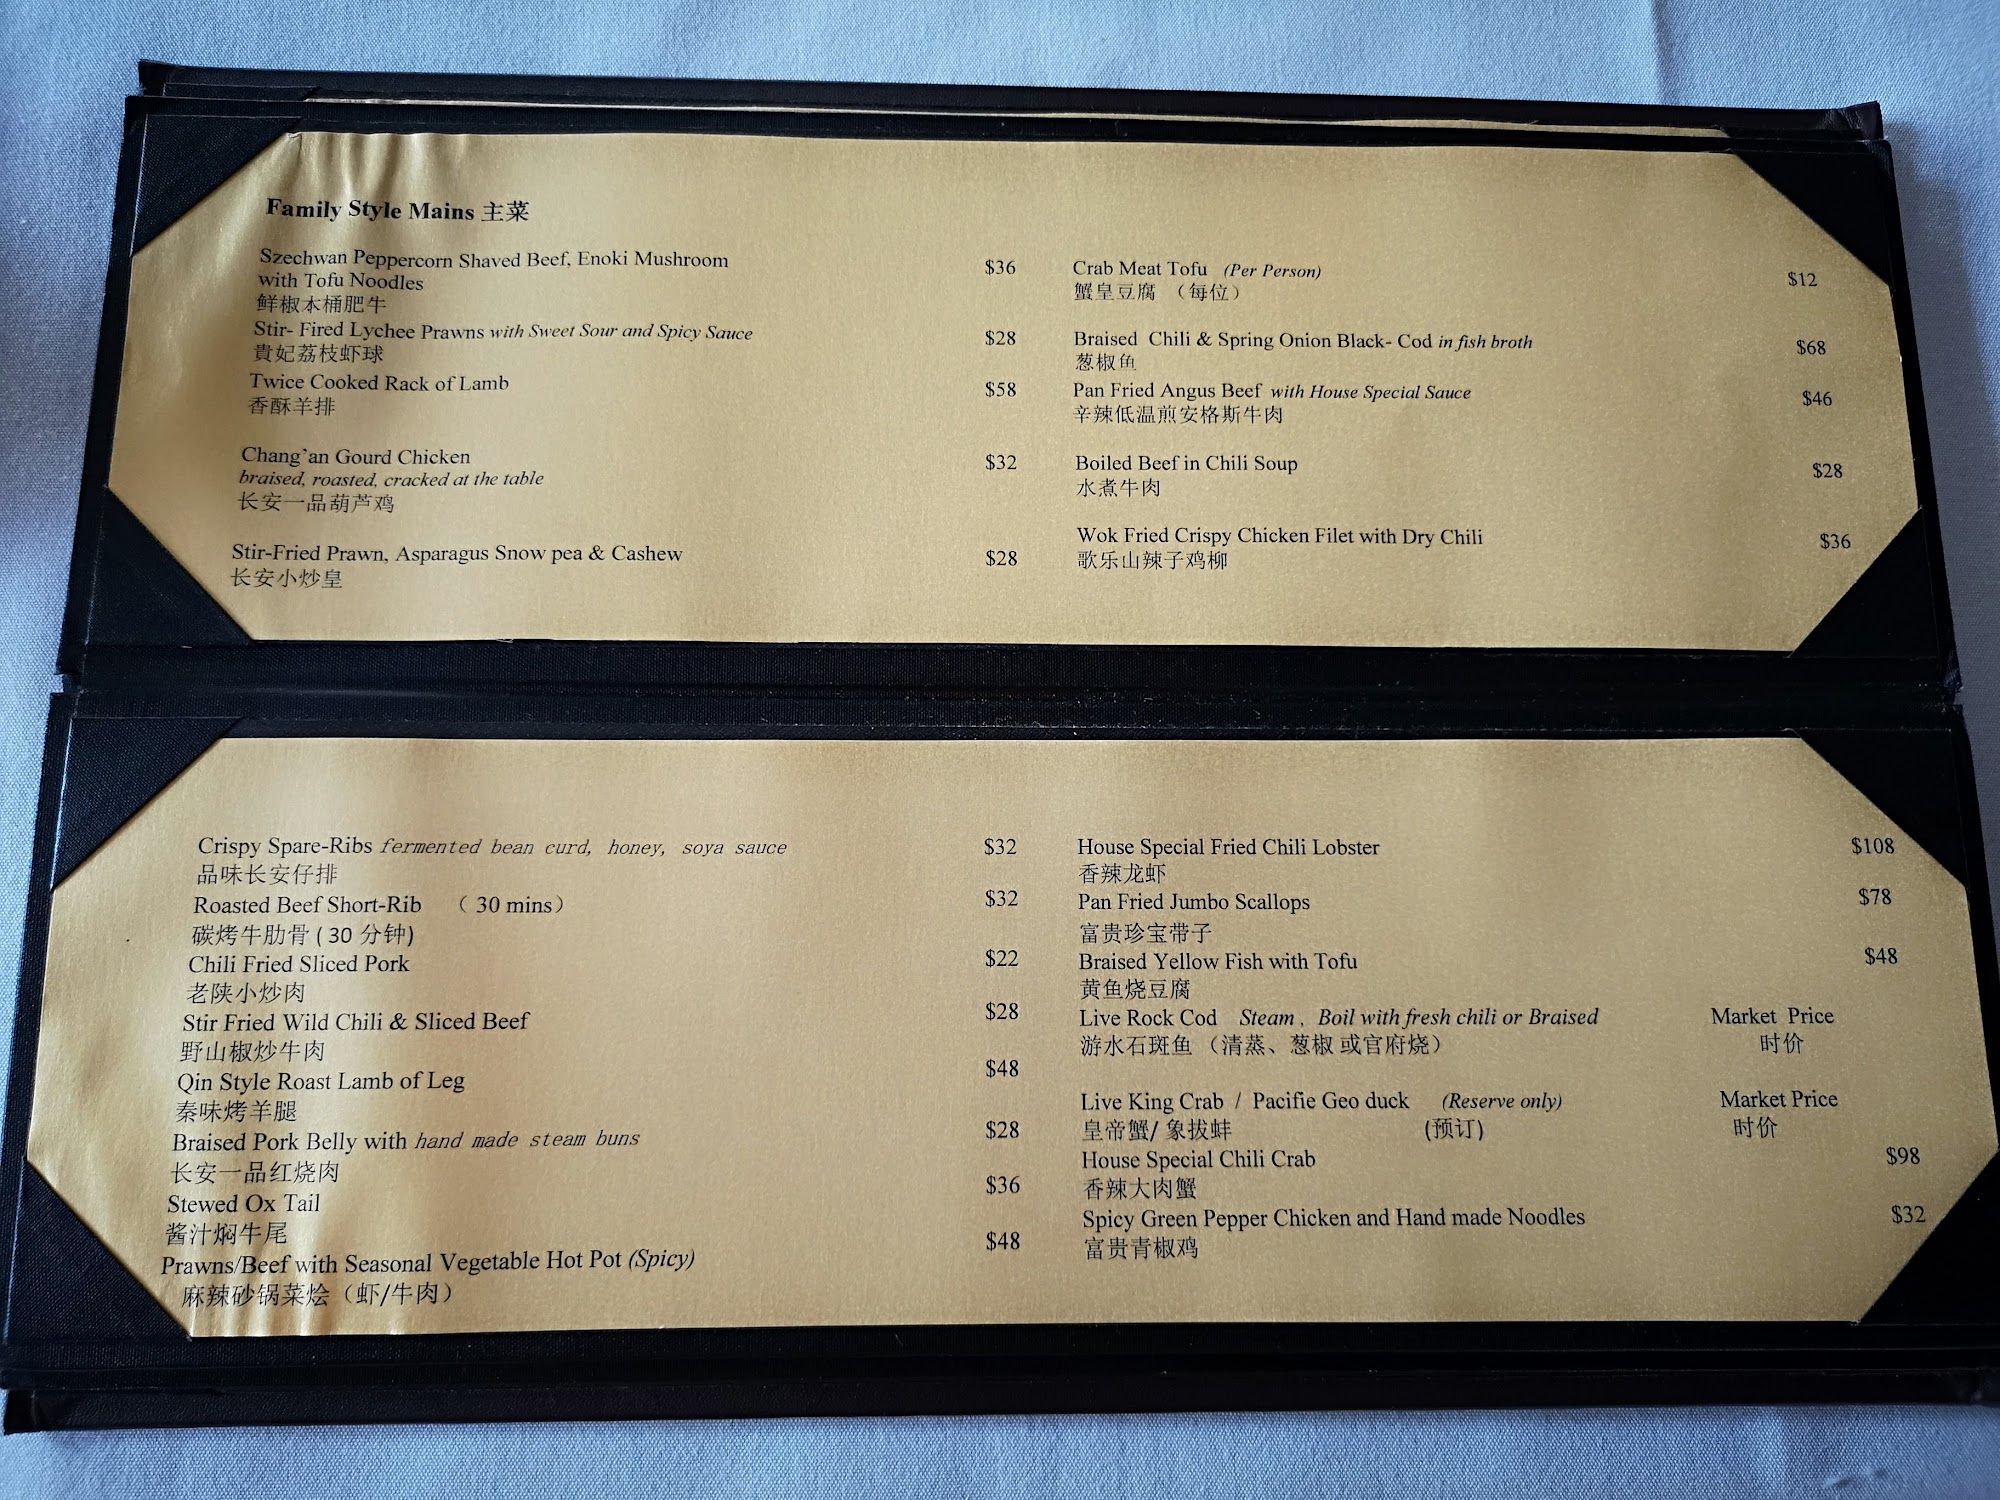 Family Style Mains 主菜
Szechwan Peppercorn Shaved Beef, Enoki Mushroom $36
with Tofu Noodles
鲜椒本桶肥牛
Stir- Fired Lychee Prawns with Sweet Sour and Spicy Sauce $28
貴妃荔枝虾球
Twice Cooked Rack of Lamb $58
香酥羊排
Chang'an Gourd Chicken $32
braised, roasted, cracked at the table
长安一品葫芦鸡
Stir-Fried Prawn, Asparagus Snow pea & Cashew $28
长安小炒皇
Crab Meat Tofu (Per Person) $12
蟹皇豆腐 （每位）
Braised Chili & Spring Onion Black- Cod in fish broth $68
葱椒鱼
Pan Fried Angus Beef with House Special Sauce $46
辛辣低温煎安格斯牛肉
Boiled Beef in Chili Soup $28
水煮牛肉
Wok Fried Crispy Chicken Filet with Dry Chili $36
歌乐山辣子鸡柳
Crispy Spare-Ribs fermented bean curd, honey, soya sauce $32
品味长安仔排
Roasted Beef Short-Rib （ 30 mins） $32
碳烤牛肋骨 ( 30 分钟)
Chili Fried Sliced Pork $22
老陕小炒肉
Stir Fried Wild Chili & Sliced Beef $28
野山椒炒牛肉
Qin Style Roast Lamb of Leg $48
秦味烤羊腿
Braised Pork Belly with hand made steam buns $28
长安一品红烧肉
Stewed Ox Tail $36
酱汁焖牛尾
Prawns/Beef with Seasonal Vegetable Hot Pot (Spicy) $48
麻辣砂锅菜烩（虾/牛肉）
House Special Fried Chili Lobster $108
香辣龙虾
Pan Fried Jumbo Scallops $78
富贵珍宝带子
Braised Yellow Fish with Tofu $48
黄鱼烧豆腐
Live Rock Cod Steam , Boil with fresh chili or Braised Market Price
游水石斑鱼 （清蒸、葱椒 或官府烧） 时价
Live King Crab / Pacifie Geo duck (Reserve only) Market Price
皇帝蟹/ 象拔蚌 (预订) 时价
House Special Chili Crab $98
香辣大肉蟹
Spicy Green Pepper Chicken and Hand made Noodles $32
富贵青椒鸡